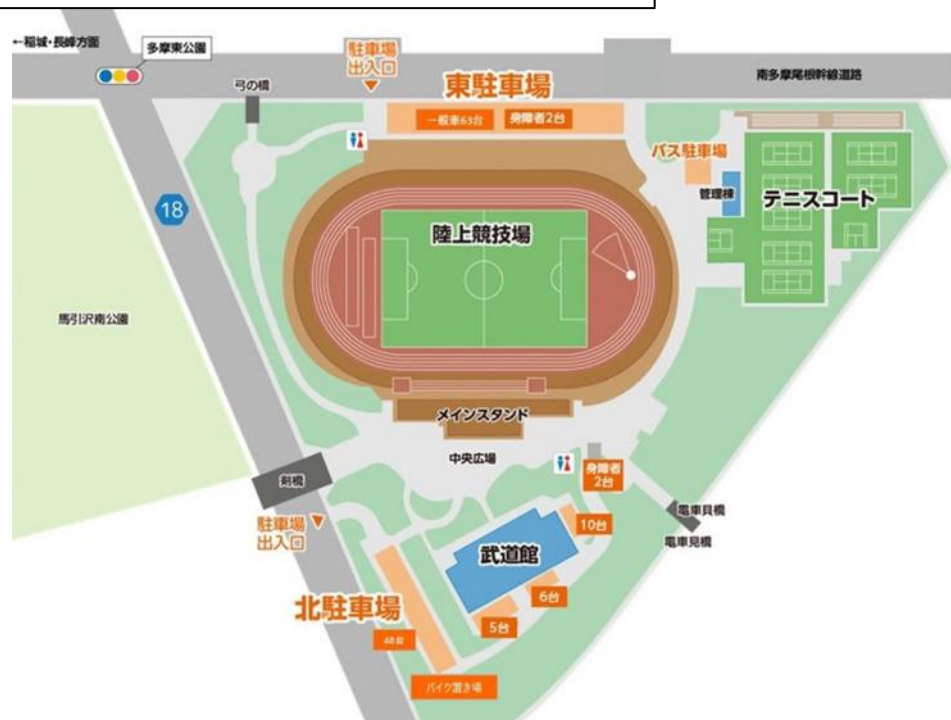 ←稲城・長峰方面
多摩東公園
駐車場
出入口
南多摩尾根幹線道路
弓の橋
東駐車場
一般車63台
身障者2台
バス駐車場
管理棟
テニスコート
18
陸上競技場
馬引沢南公園
メインスタンド
中央広場
剣橋
身障者
2台
駐車場
出入口
10台
電車貝橋
電車見橋
武道館
6台
北駐車場
5台
48台
バイク置き場